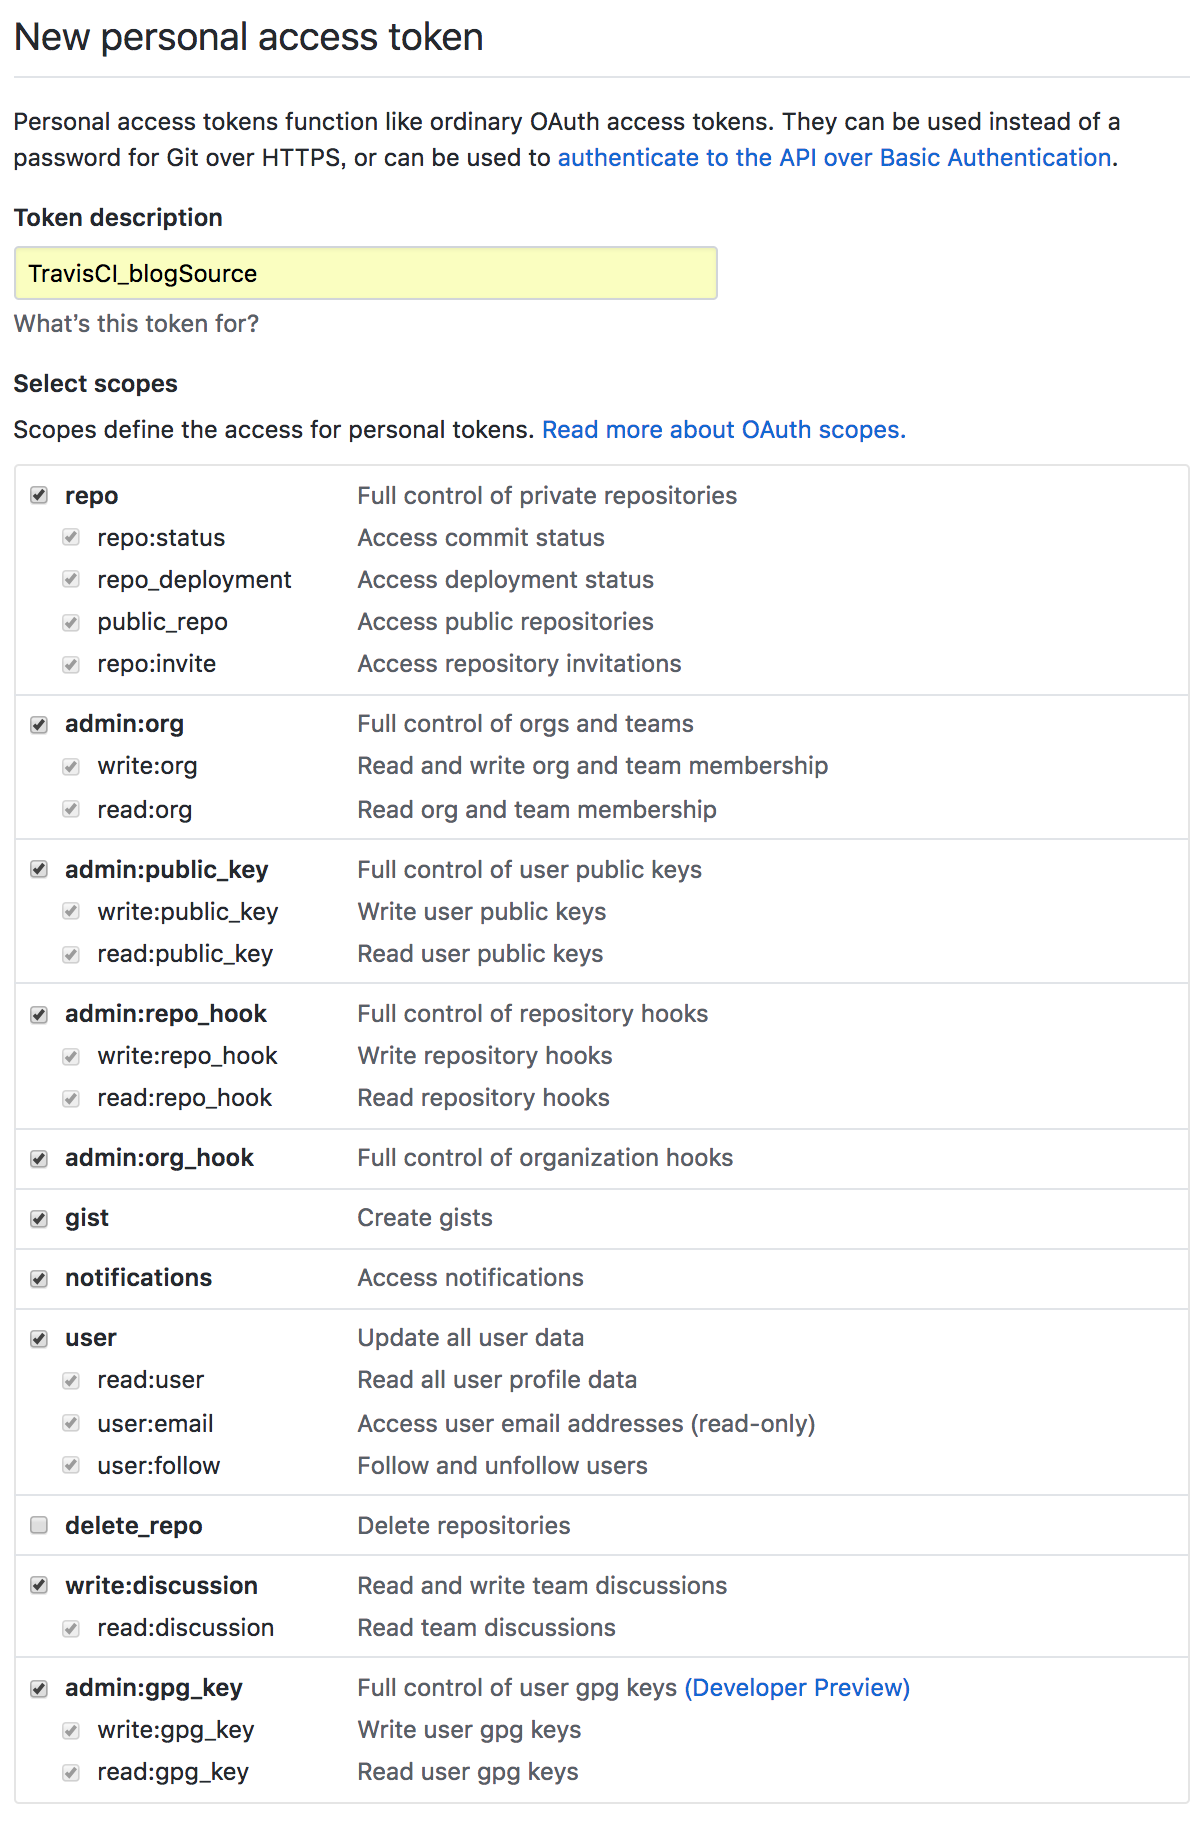 New personal access token
Personal access tokens function like ordinary OAuth access tokens. They can be used instead of a
password for Git over HTTPS, or can be used to authenticate to the API over Basic Authentication.
Token description
TravisCI_blogSource
What’s this token for?
Select scopes
Scopes define the access for personal tokens. Read more about OAuth scopes.
repo Full control of private repositories
repo:status Access commit status
repo_deployment Access deployment status
public_repo Access public repositories
repo:invite Access repository invitations
admin:org Full control of orgs and teams
write:org Read and write org and team membership
read:org Read org and team membership
admin:public_key Full control of user public keys
write:public_key Write user public keys
read:public_key Read user public keys
admin:repo_hook Full control of repository hooks
write:repo_hook Write repository hooks
read:repo_hook Read repository hooks
admin:org_hook Full control of organization hooks
gist Create gists
notifications Access notifications
user Update all user data
read:user Read all user profile data
user:email Access user email addresses (read-only)
user:follow Follow and unfollow users
delete_repo Delete repositories
write:discussion Read and write team discussions
read:discussion Read team discussions
admin:gpg_key Full control of user gpg keys (Developer Preview)
write:gpg_key Write user gpg keys
read:gpg_key Read user gpg keys